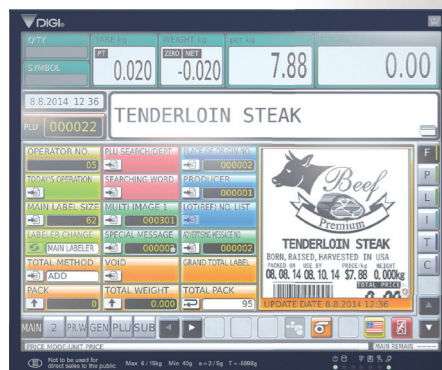 DIGI®
QTY
TARE kg
WEIGHT kg
per kg
PT
ZERO NET
0.020
-0.020
7.88
0.00
SYMBOL
8.8.2014 12 36
TENDERLOIN STEAK
PLU 000022
OPERATOR NO.
05
PLU SEARCH(DEPT
PLACE OF ORIGIN NO.
000002
TODAY'S OPERATION
SEARCHING WORD
PRODUCER
000001
MAIN LABEL SIZE
62
MULTI IMAGE 1
000301
LOT(REF) NO. LIST
LABELER CHANGE
MAIN LABELER
SPECIAL MESSAGE
ADVERTISING MESSAGE NO.
000002
TOTAL METHOD
ADD
VOID
GRAND TOTAL LABEL
PACK
0
TOTAL WEIGHT
0.000
TOTAL PACK
95
Beef
Premium
TENDERLOIN STEAK
BORN, RAISED, HARVESTED IN USA
PACKED ON USE BY PRICE/kg WEIGHT
08.08.14 08.10.14 $7.88 0.000kg
TOTAL PRICE
UPDATE DATE 8.8.2014 12:36
F
P
L
I
T
C
MAIN 2 PR.W GEN PLU SUB
PRICE MODE:UNIT PRICE
MAIN REMAIN
Not to be used for
direct sales to the public
Max 6 / 15kg Min 40g e=2/5g T=-5998g